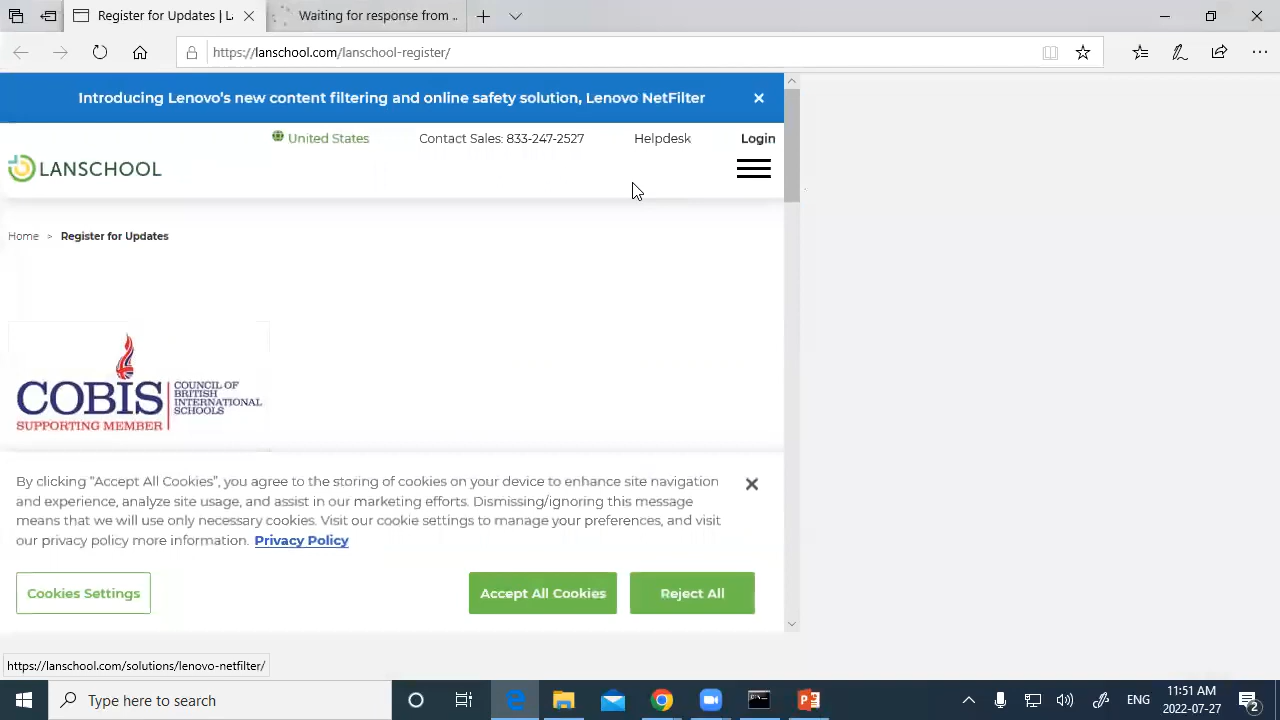 Register for Updates | L
Waiting for response from .
https://lanschool.com/lanschool-register/
Introducing Lenovo's new content filtering and online safety solution, Lenovo NetFilter
United States
Contact Sales: 833-247-2527
Helpdesk
Login
LANSCHOOL
Home > Register for Updates
COBIS
COUNCIL OF
BRITISH
INTERNATIONAL
SCHOOLS
SUPPORTING MEMBER
By clicking “Accept All Cookies”, you agree to the storing of cookies on your device to enhance site navigation
and experience, analyze site usage, and assist in our marketing efforts. Dismissing/ignoring this message
means that we will use only necessary cookies. Visit our cookie settings to manage your preferences, and visit
our privacy policy more information. Privacy Policy
Cookies Settings
Accept All Cookies
Reject All
https://lanschool.com/solutions/lenovo-netfilter/
Type here to search
ENG
11:51 AM
2022-07-27
2